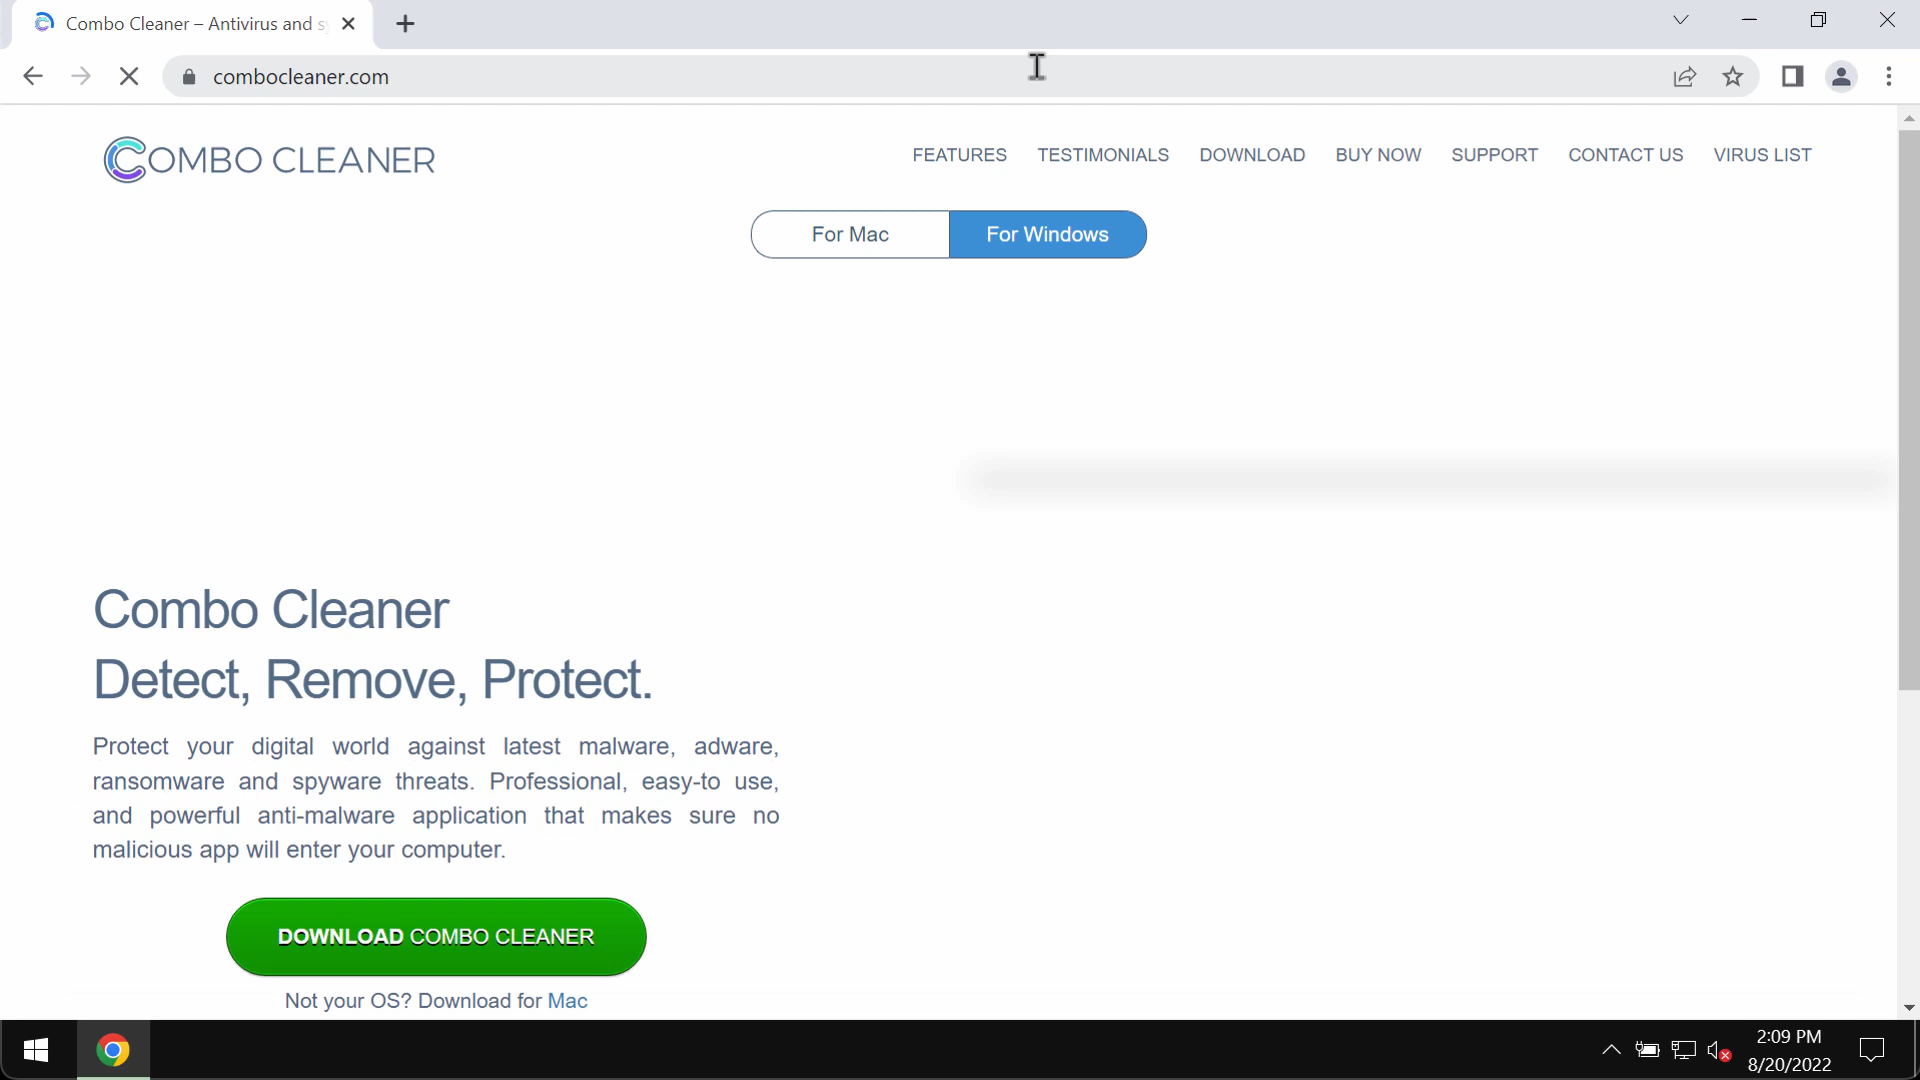 Combo Cleaner – Antivirus and s
combocleaner.com
COMBO CLEANER
FEATURES TESTIMONIALS DOWNLOAD BUY NOW SUPPORT CONTACT US VIRUS LIST
For Mac For Windows
Combo Cleaner
Detect, Remove, Protect.
Protect your digital world against latest malware, adware,
ransomware and spyware threats. Professional, easy-to use,
and powerful anti-malware application that makes sure no
malicious app will enter your computer.
DOWNLOAD COMBO CLEANER
Not your OS? Download for Mac
2:09 PM
8/20/2022